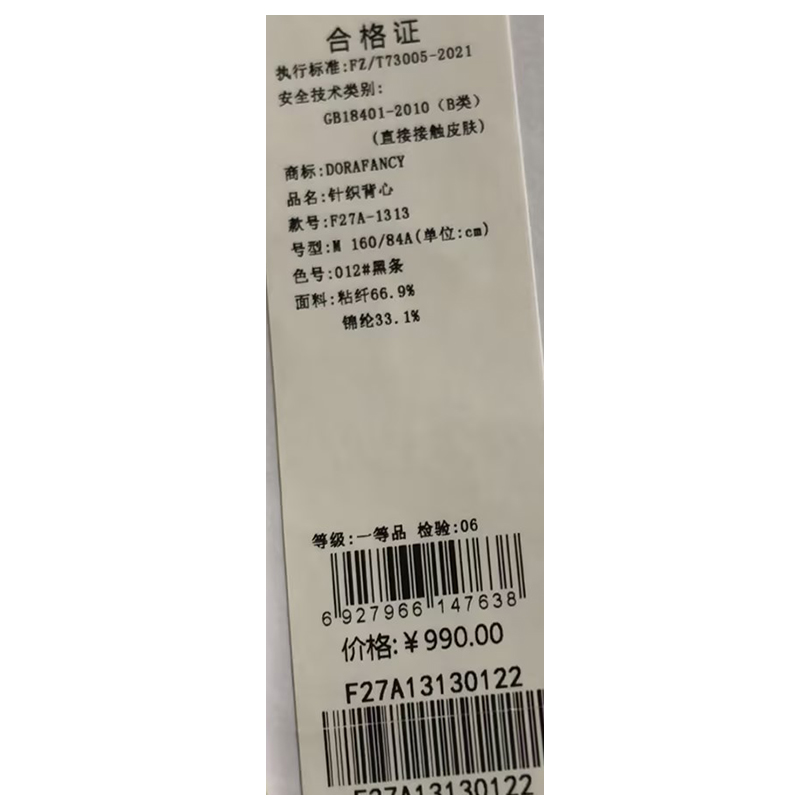 合格证
执行标准:FZ/T73005-2021
安全技术类别:
GB18401-2010（B类）
(直接接触皮肤)
商标:DORAFANCY
品名:针织背心
款号:F27A-1313
号型:M 160/84A(单位:cm)
色号:012#黑条
面料:粘纤66.9%
锦纶33.1%
等级:一等品 检验:06
6 927966 147638
价格:￥990.00
F27A13130122
F27A13130122